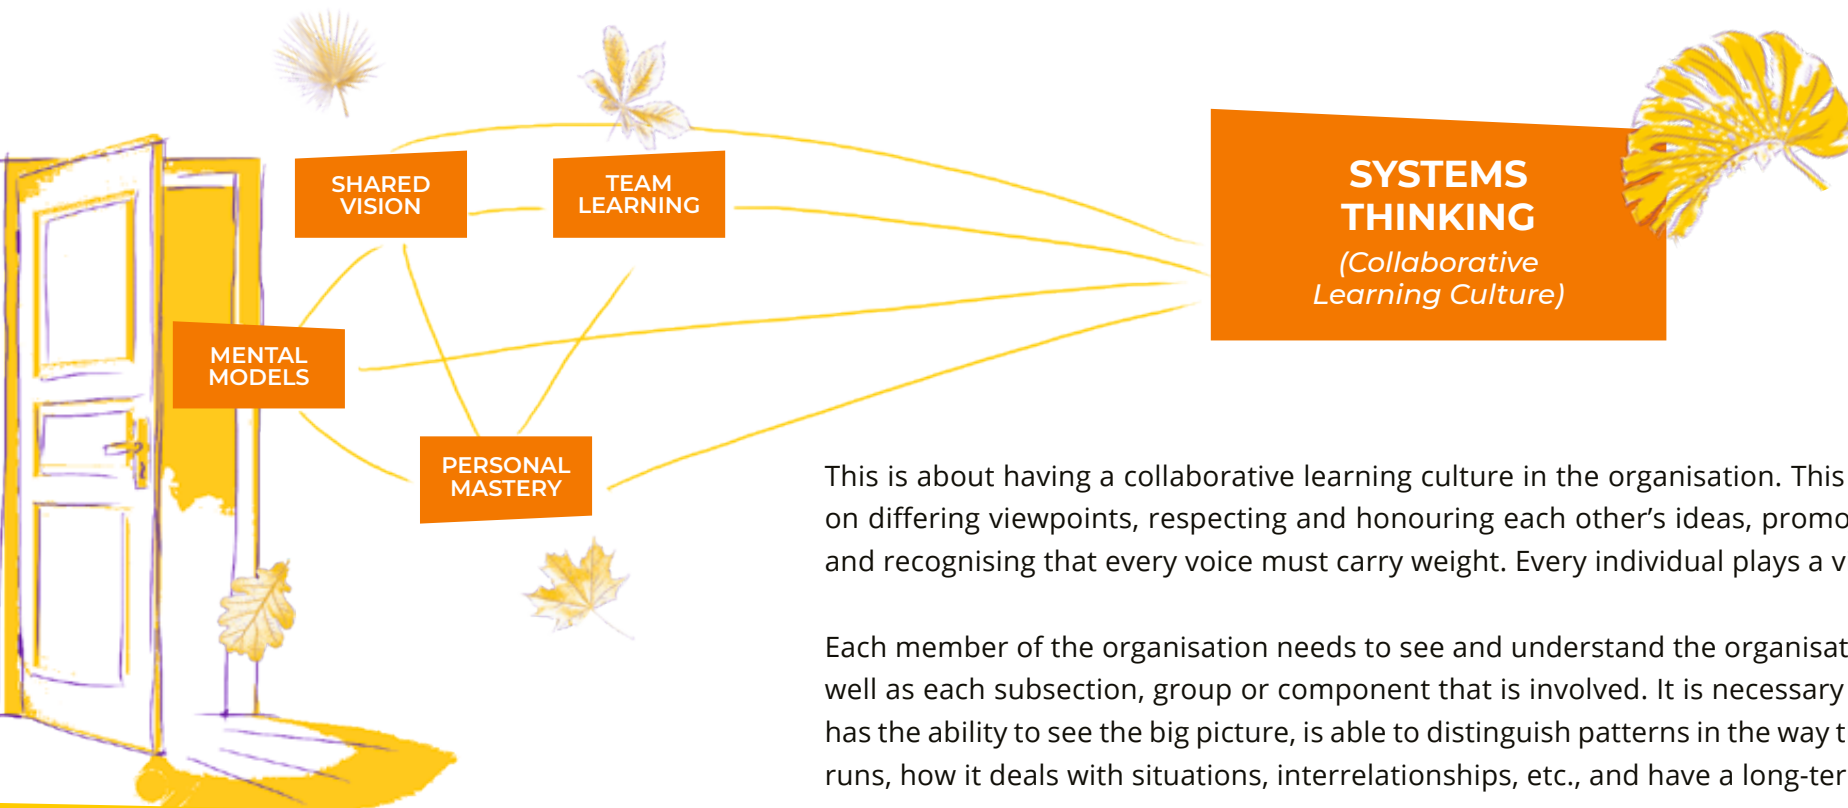 SHARED
VISION
TEAM
LEARNING
SYSTEMS
THINKING
(Collaborative
Learning Culture)
MENTAL
MODELS
PERSONAL
MASTERY
This is about having a collaborative learning culture in the organisation. This
on differing viewpoints, respecting and honouring each other’s ideas,
and recognising that every voice must carry weight. Every individual plays a
Each member of the organisation needs to see and understand the
well as each subsection, group or component that is involved. It is necessary
has the ability to see the big picture, is able to distinguish patterns in the way
runs, how it deals with situations, interrelationships, etc., and have a